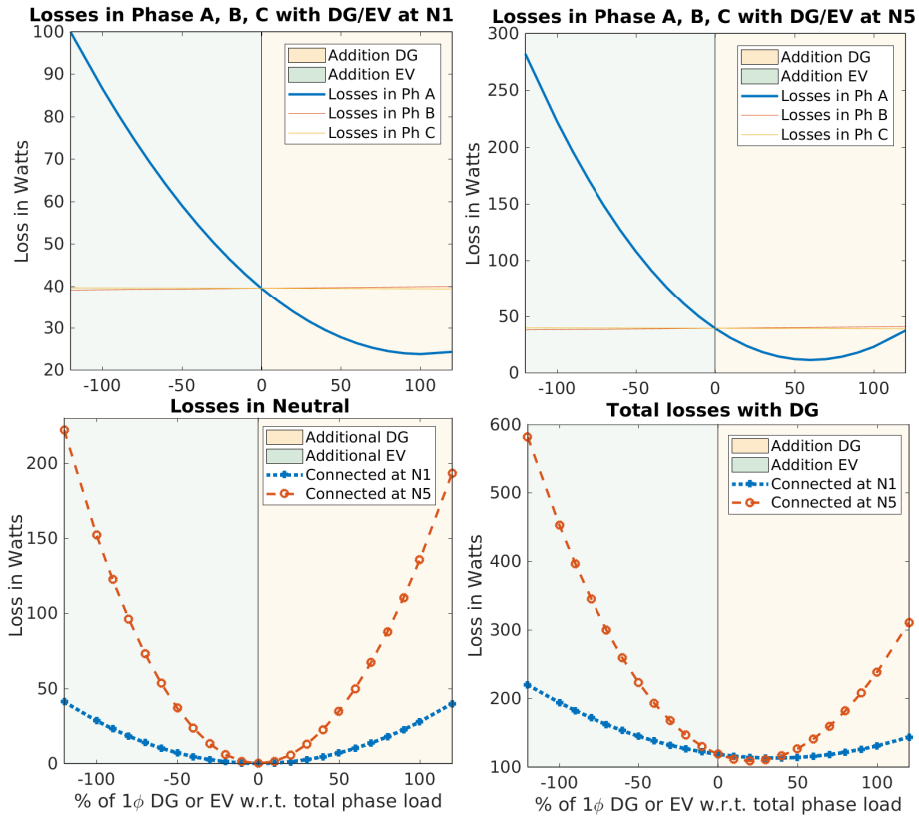 Losses in Phase A, B, C with DG/EV at N1
100
90
80
70
60
50
40
30
20
Loss in Watts
Addition DG
Addition EV
Losses in Ph A
Losses in Ph B
Losses in Ph C
-100
-50
0
50
100
Losses in Phase A, B, C with DG/EV at N5
300
250
200
150
100
50
0
Loss in Watts
Addition DG
Addition EV
Losses in Ph A
Losses in Ph B
Losses in Ph C
-100
-50
0
50
100
Losses in Neutral
200
150
100
50
0
Loss in Watts
Additional DG
Additional EV
Connected at N1
Connected at N5
-100
-50
0
50
100
% of 1ϕ DG or EV w.r.t. total phase load
Total losses with DG
600
500
400
300
200
100
Loss in Watts
Addition DG
Addition EV
Connected at N1
Connected at N5
-100
-50
0
50
100
% of 1ϕ DG or EV w.r.t. total phase load